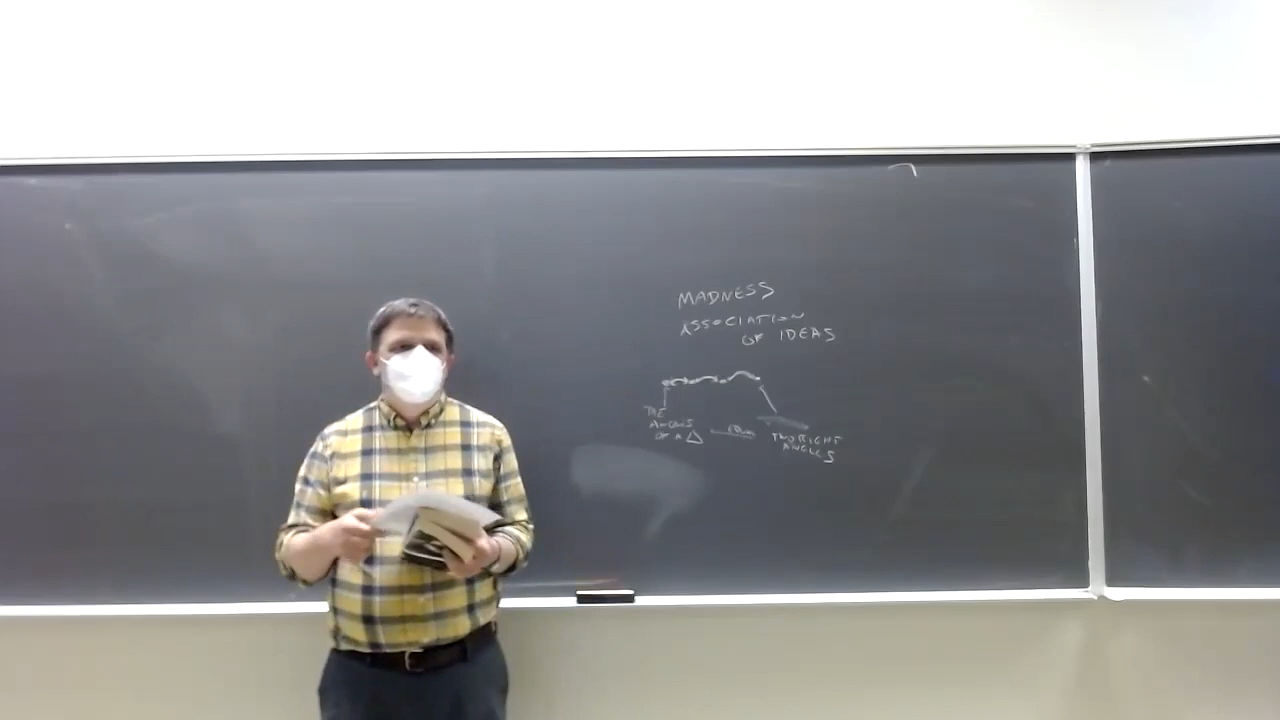 MADNESS
ASSOCIATION
OF IDEAS
THE
ANGLES
OF A
TWO RIGHT
ANGLES